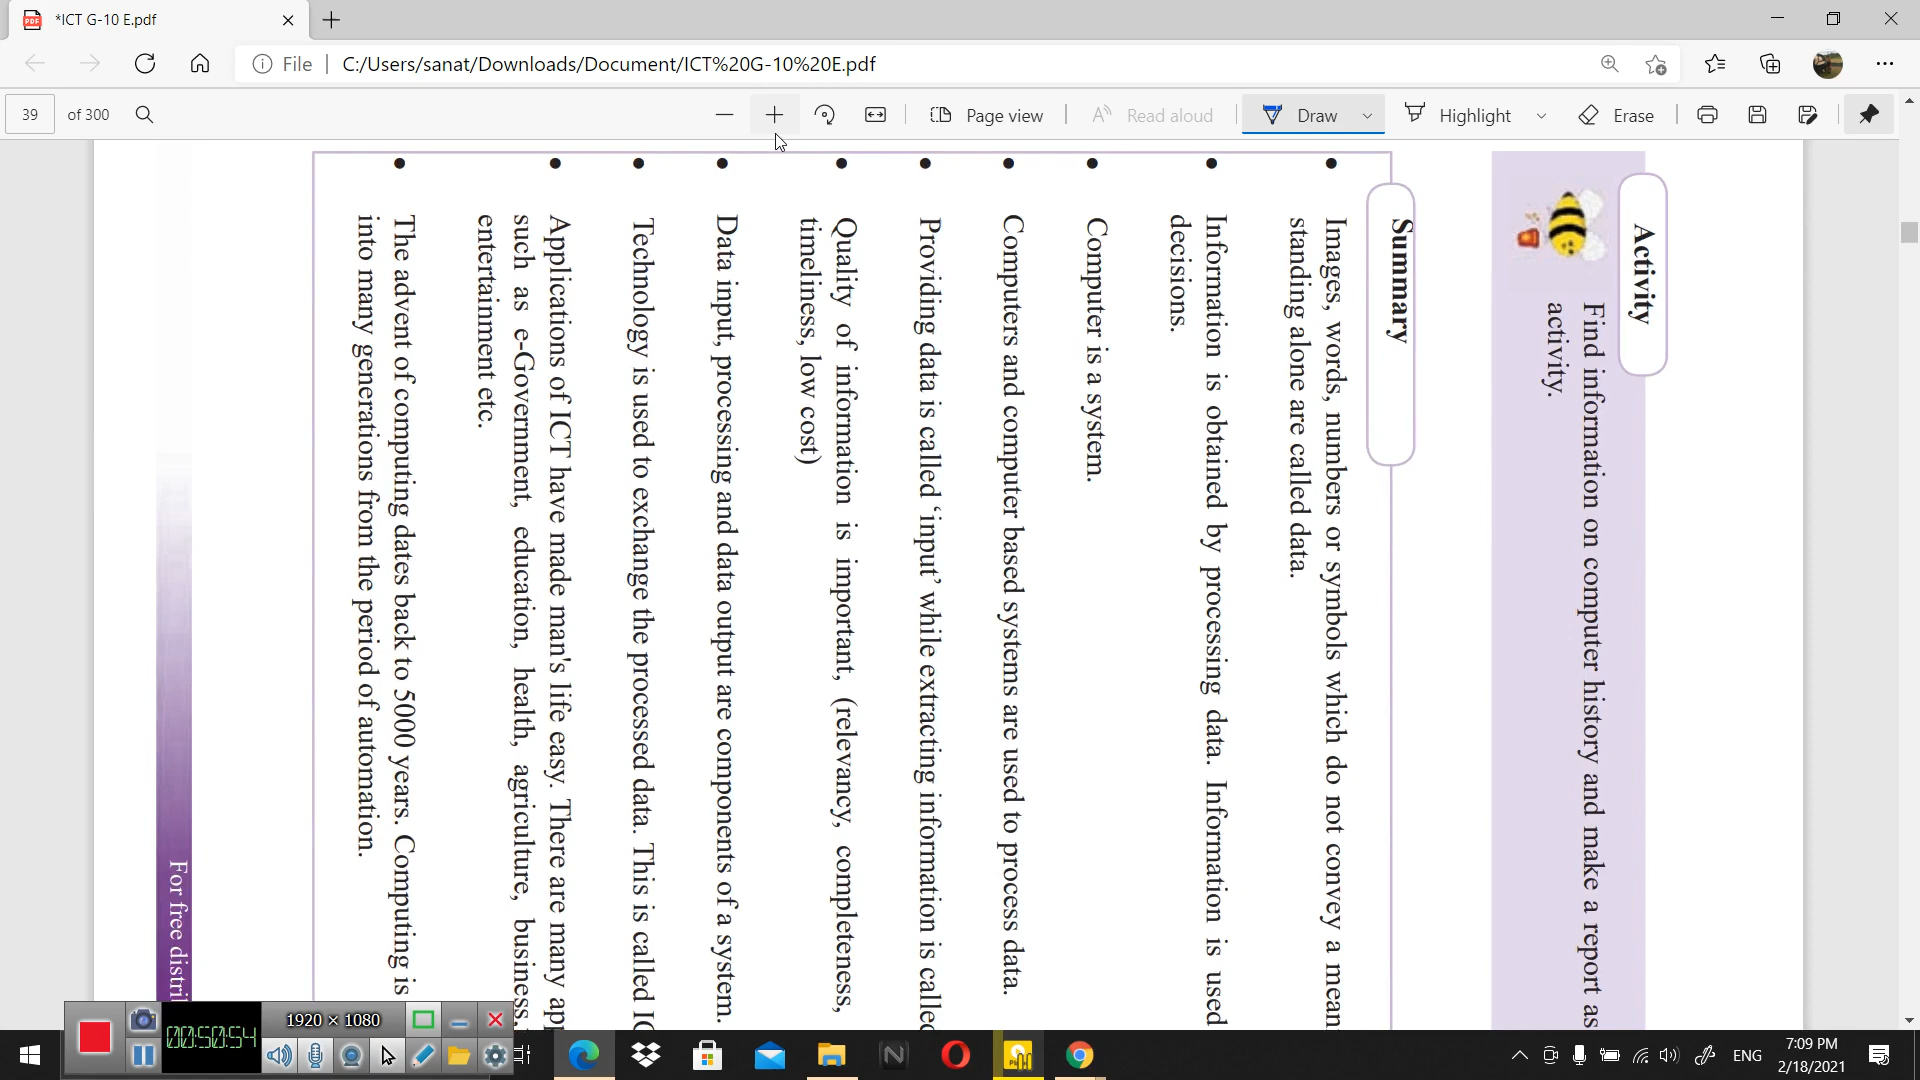 *ICT G-10 E.pdf
File
C:/Users/sanat/Downloads/Document/ICT%20G-10%20E.pdf
39 of 300
Page view
Read aloud
Draw
Highlight
Erase
Activity
Find information on computer history and make a report as
activity.
Summary
• Images, words, numbers or symbols which do not convey a
standing alone are called data.
• Information is obtained by processing data. Information is used
decisions.
• Computer is a system.
• Computers and computer based systems are used to process data.
• Providing data is called ‘input’ while extracting information is
• Quality of information is important, (relevancy, completeness,
timeliness, low cost)
• Data input, processing and data output are components of a system.
• Technology is used to exchange the processed data. This is called
• Applications of ICT have made man's life easy. There are many
such as e-Government, education, health, agriculture, business,
entertainment etc.
• The advent of computing dates back to 5000 years. Computing is
into many generations from the period of automation.
For free
00:50:54
1920 × 1080
ENG
7:09 PM
2/18/2021